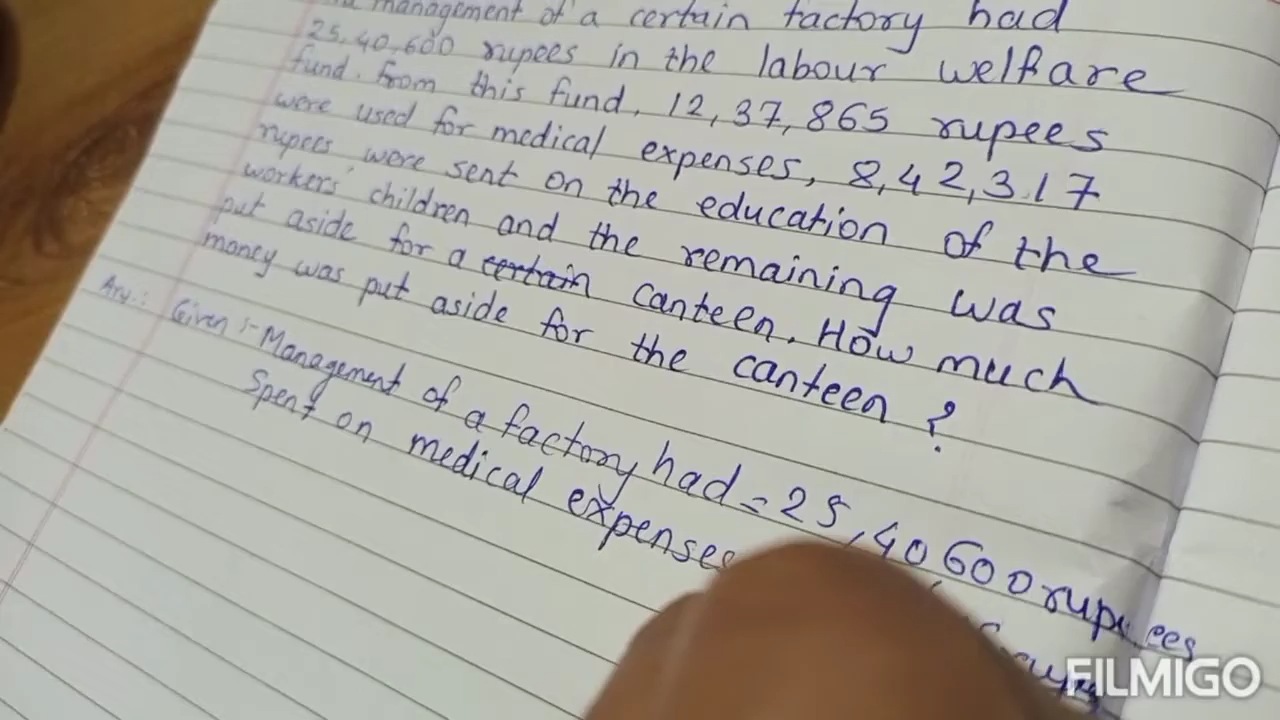 management of a certain factory had
25,40,600 rupees in the labour welfare
fund. From this fund, 12,37,865 rupees
were used for medical expenses, 8,42,317
rupees were sent on the education of the
workers' children and the remaining was
put aside for a certain canteen. How much
money was put aside for the canteen ?
Ans.: Given :- Management of a factory had = 25,40600 rupees
Spent on medical expenses
FILMIGO